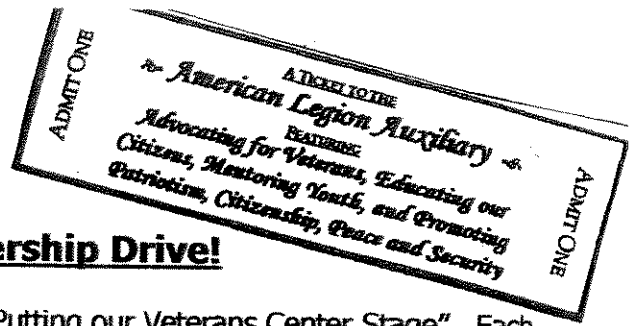 ADMIT ONE
A TICKET TO THE
American Legion Auxiliary
FEATURING
Advocating for Veterans, Educating our
Citizens, Mentoring Youth, and Promoting
Patriotism, Citizenship, Peace and Security
ADMIT ONE
ership Drive!
Putting our Veterans Center Stage". Each